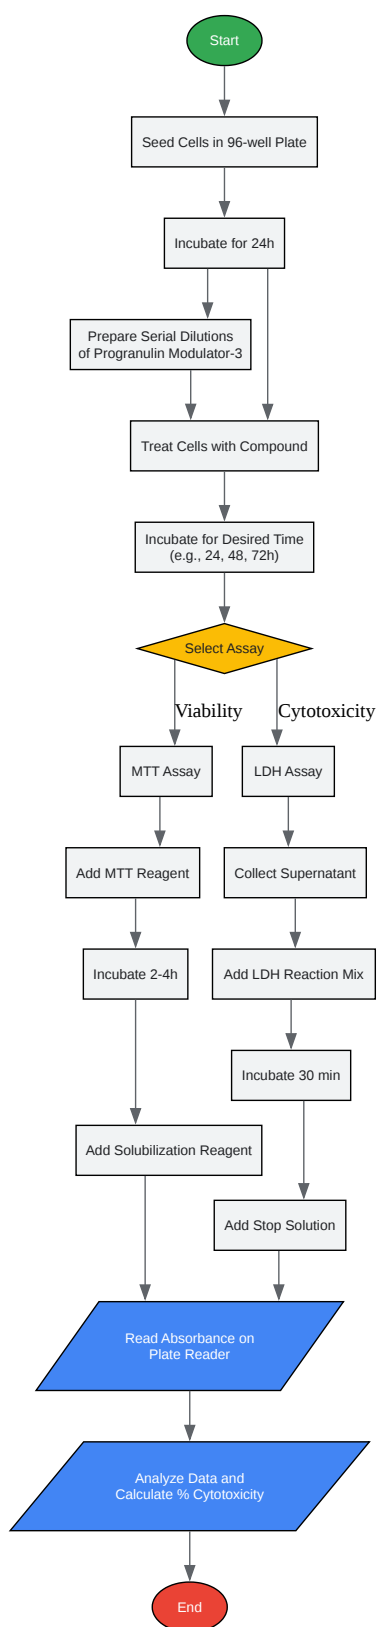 Start
Seed Cells in 96-well Plate
Incubate for 24h
Prepare Serial Dilutions
of Progranulin Modulator-3
Treat Cells with Compound
Incubate for Desired Time
(e.g., 24, 48, 72h)
Select Assay
Viability
Cytotoxicity
MTT Assay
LDH Assay
Add MTT Reagent
Collect Supernatant
Incubate 2-4h
Add LDH Reaction Mix
Incubate 30 min
Add Solubilization Reagent
Add Stop Solution
Read Absorbance on
Plate Reader
Analyze Data and
Calculate % Cytotoxicity
End